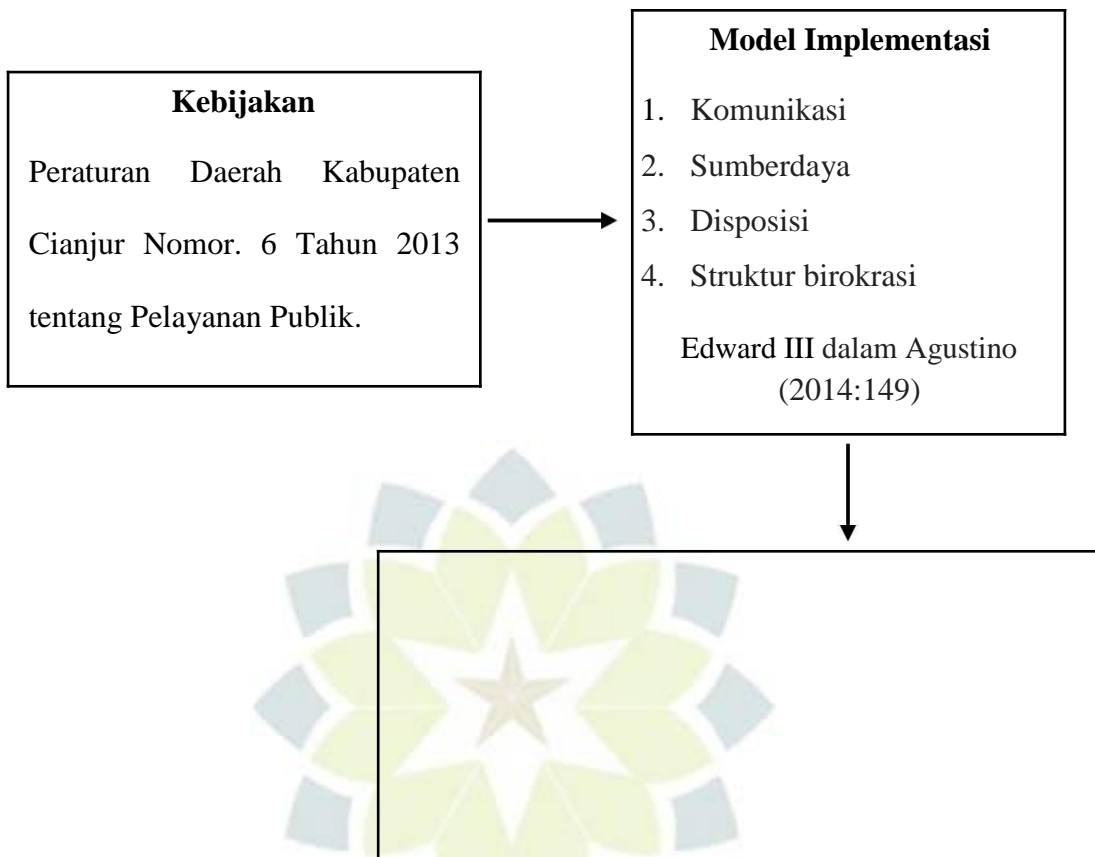 Kebijakan
Peraturan Daerah Kabupaten
Cianjur Nomor. 6 Tahun 2013
tentang Pelayanan Publik.
Model Implementasi
1. Komunikasi
2. Sumberdaya
3. Disposisi
4. Struktur birokrasi
Edward III dalam Agustino
(2014:149)